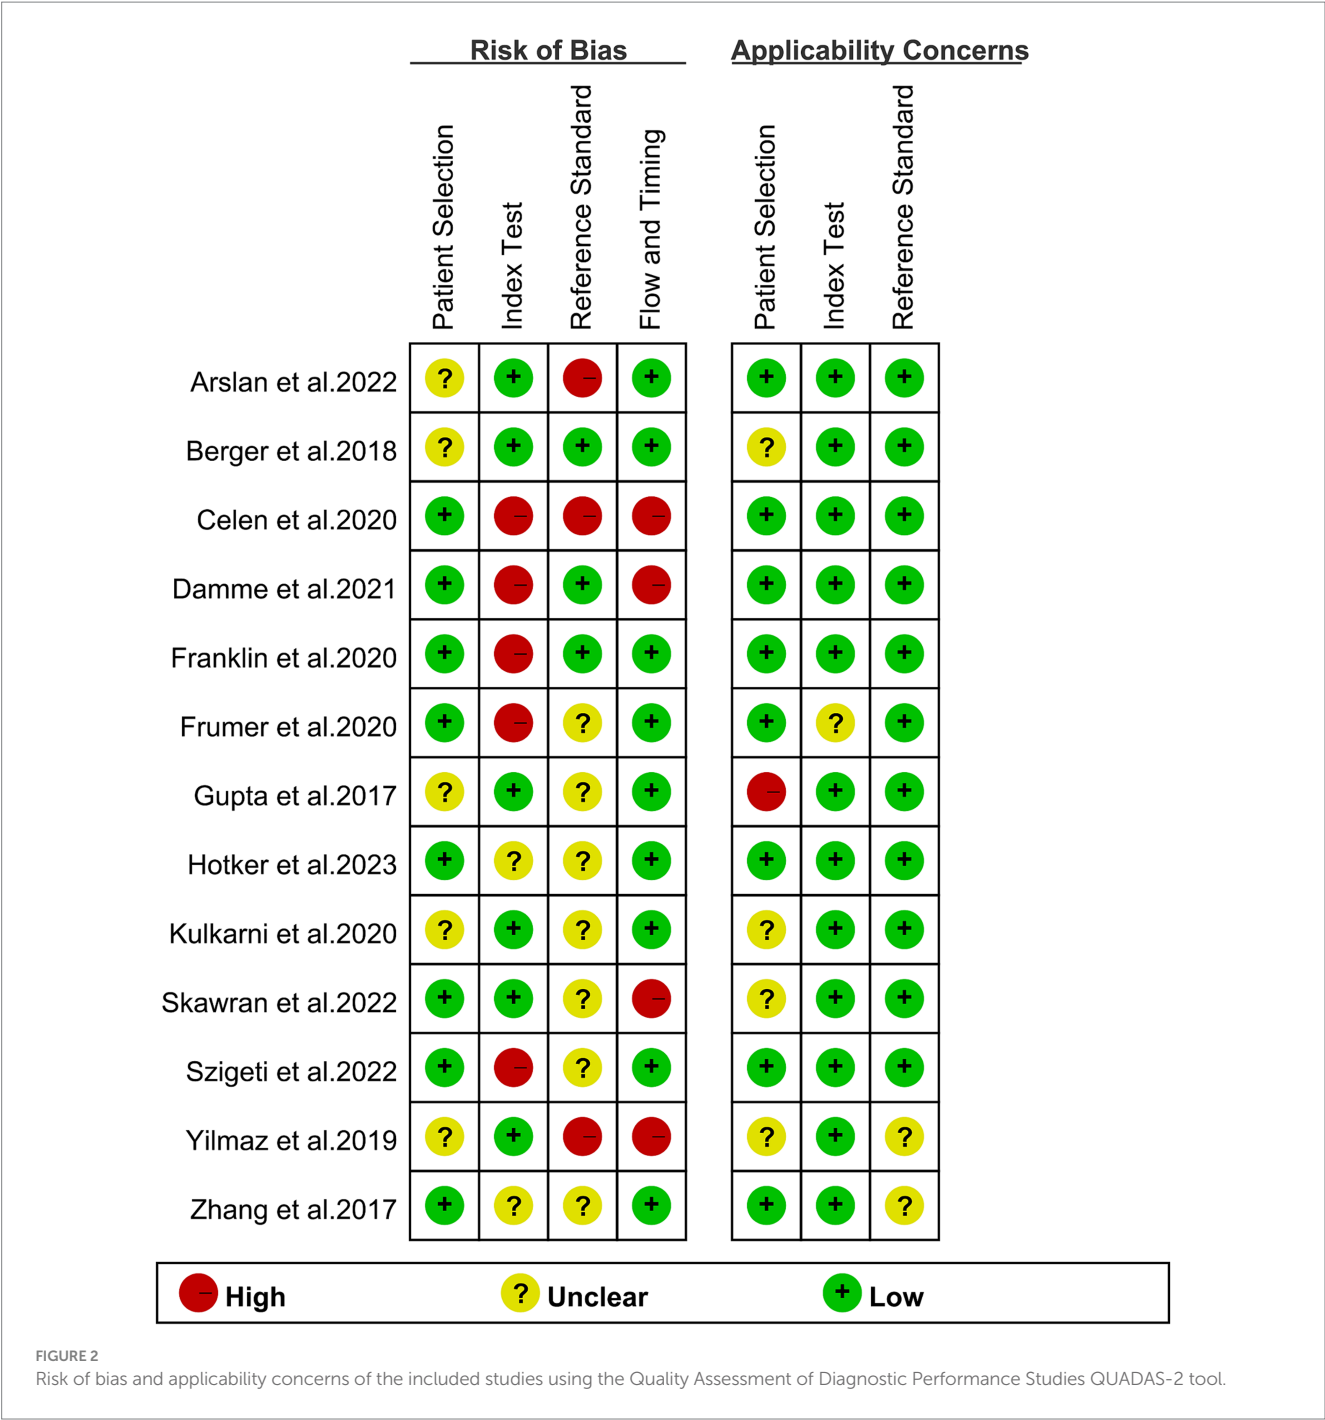 Risk of Bias Applicability Concerns
Patient Selection Index Test Reference Standard Flow and Timing Patient Selection Index Test Reference Standard
Arslan et al.2022 ? + – + + + +
Berger et al.2018 ? + + + ? + +
Celen et al.2020 + – – – + + +
Damme et al.2021 + – + – + + +
Franklin et al.2020 + – + + + + +
Frumer et al.2020 + – ? + + ? +
Gupta et al.2017 ? + ? + – + +
Hotker et al.2023 + ? ? + + + +
Kulkarni et al.2020 ? + ? + ? + +
Skawran et al.2022 + + ? – ? + +
Szigeti et al.2022 + – ? + + + +
Yilmaz et al.2019 ? + – – ? + ?
Zhang et al.2017 + ? ? + + + ?
– High ? Unclear + Low
FIGURE 2
Risk of bias and applicability concerns of the included studies using the Quality Assessment of Diagnostic Performance Studies QUADAS-2 tool.